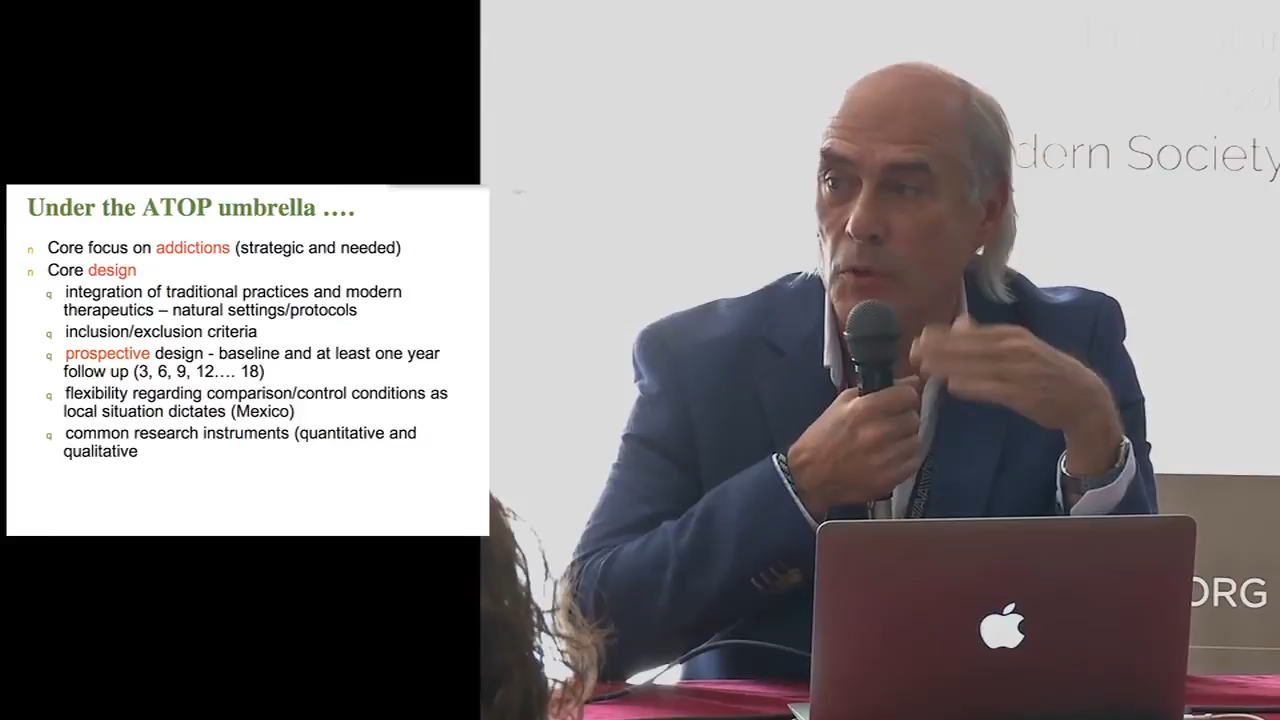 Under the ATOP umbrella ….
n Core focus on addictions (strategic and needed)
n Core design
q integration of traditional practices and modern
therapeutics – natural settings/protocols
q inclusion/exclusion criteria
q prospective design - baseline and at least one year
follow up (3, 6, 9, 12…. 18)
q flexibility regarding comparison/control conditions as
local situation dictates (Mexico)
q common research instruments (quantitative and
qualitative
dern Society
ORG